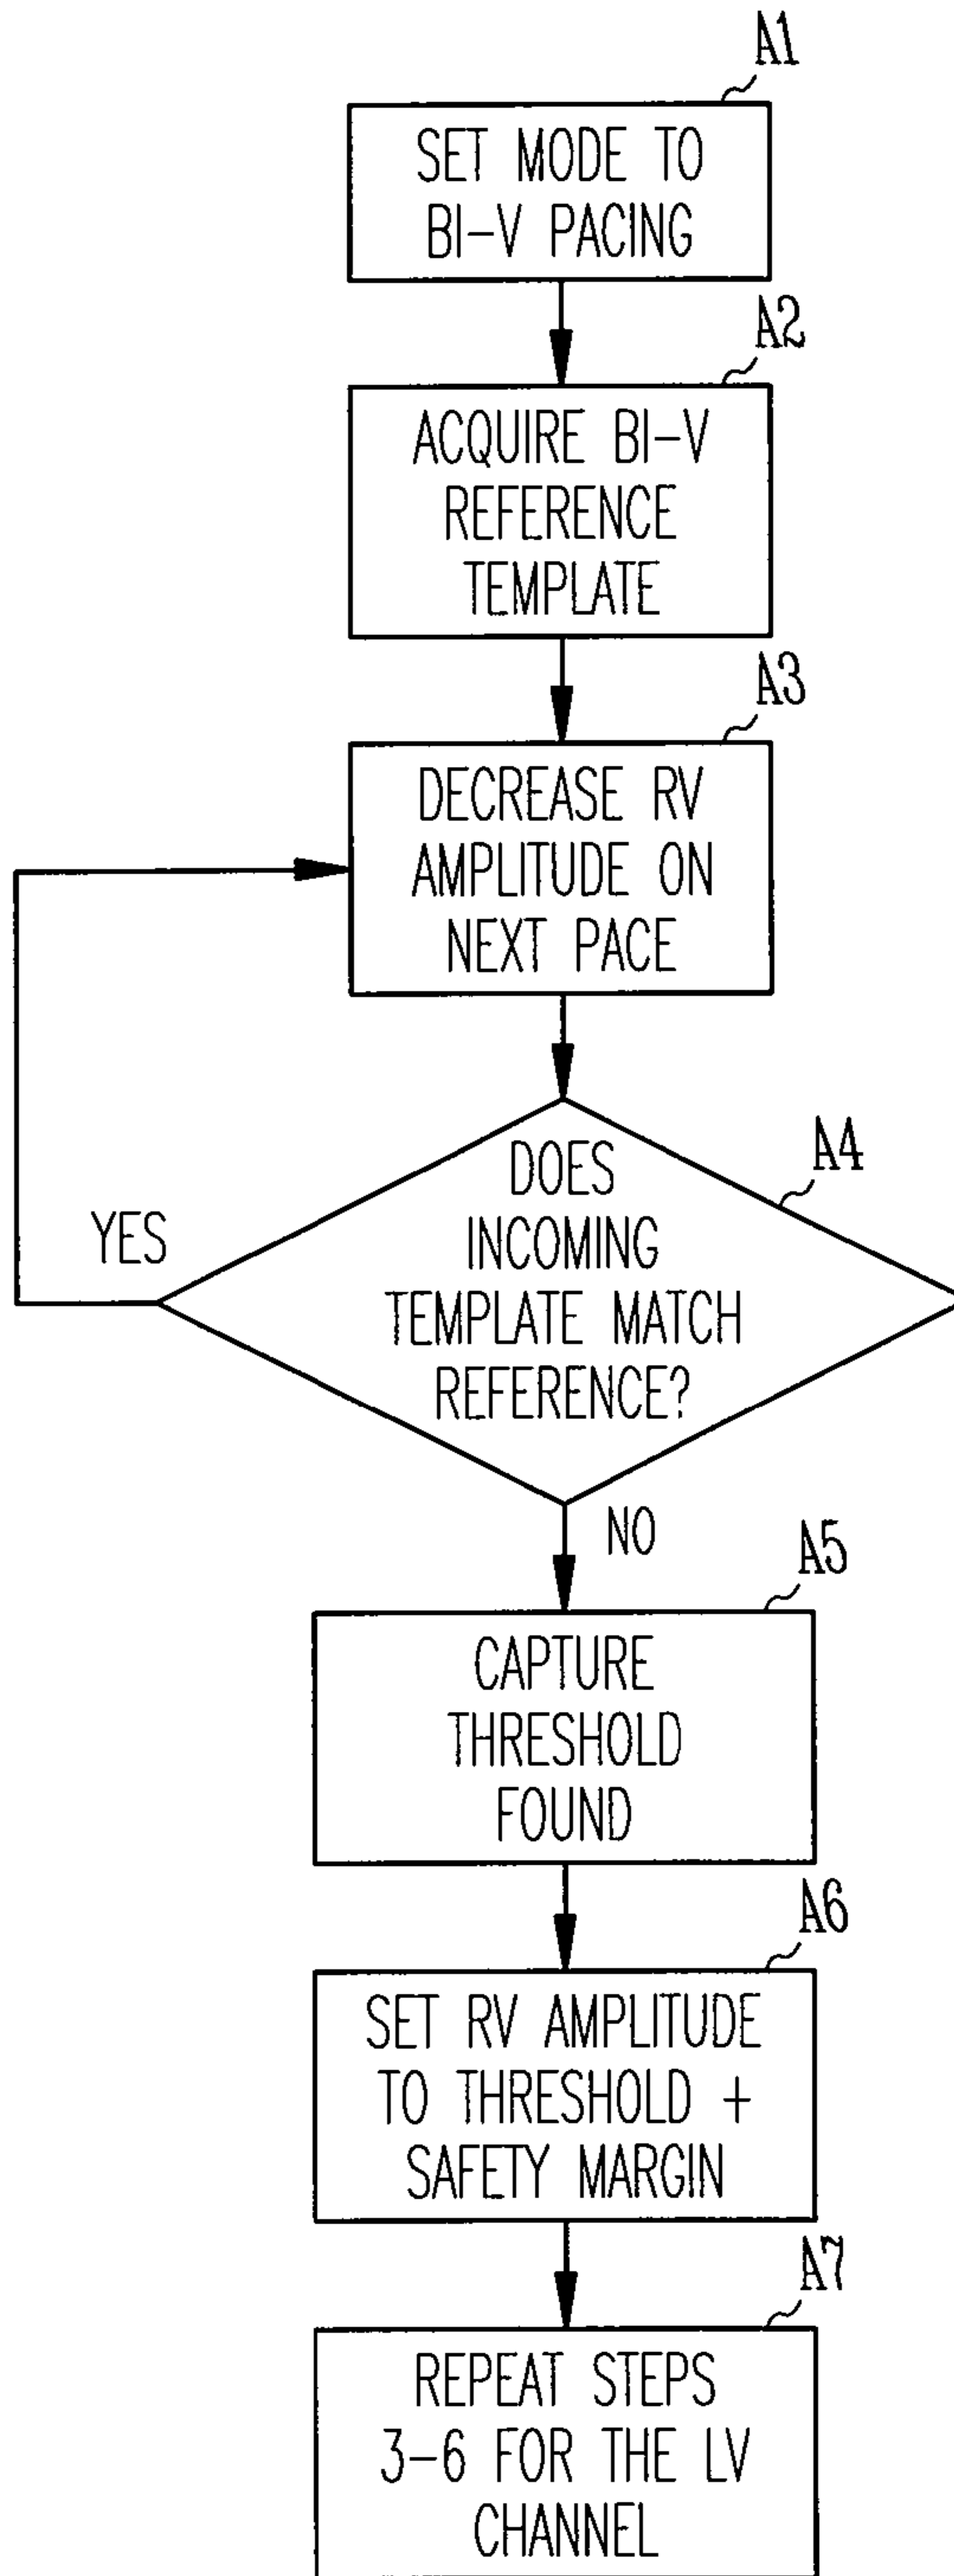 A1
SET MODE TO
BI-V PACING
A2
ACQUIRE BI-V
REFERENCE
TEMPLATE
A3
DECREASE RV
AMPLITUDE ON
NEXT PACE
A4
DOES
INCOMING
TEMPLATE MATCH
REFERENCE?
YES
NO
A5
CAPTURE
THRESHOLD
FOUND
A6
SET RV AMPLITUDE
TO THRESHOLD +
SAFETY MARGIN
A7
REPEAT STEPS
3-6 FOR THE LV
CHANNEL